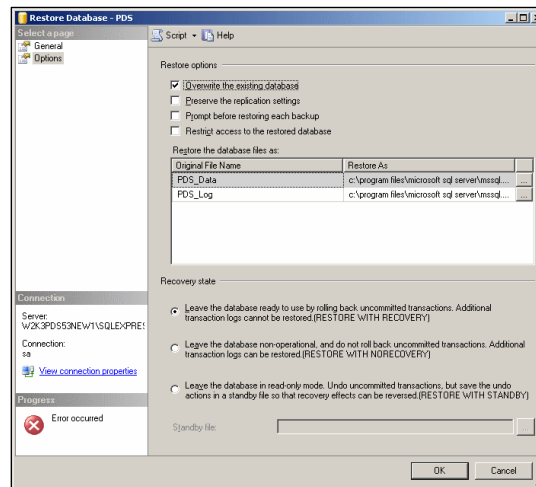 Restore Database - PDS
Select a page
General
Options
Script
Help
Restore options
Overwrite the existing database
Preserve the replication settings
Prompt before restoring each backup
Restrict access to the restored database
Restore the database files as:
Original File Name Restore As
PDS_Data c:\program files\microsoft sql server\mssql.... ...
PDS_Log c:\program files\microsoft sql server\mssql.... ...
Recovery state
Leave the database ready to use by rolling back uncommitted transactions. Additional
transaction logs cannot be restored.(RESTORE WITH RECOVERY)
Leave the database non-operational, and do not roll back uncommitted transactions. Additional
transaction logs can be restored.(RESTORE WITH NORECOVERY)
Leave the database in read-only mode. Undo uncommitted transactions, but save the undo
actions in a standby file so that recovery effects can be reversed.(RESTORE WITH STANDBY)
Standby file:
...
Connection
Server:
W2K3PDS53NEW1\SQLEXPRES
Connection:
sa
View connection properties
Progress
Error occurred
OK
Cancel